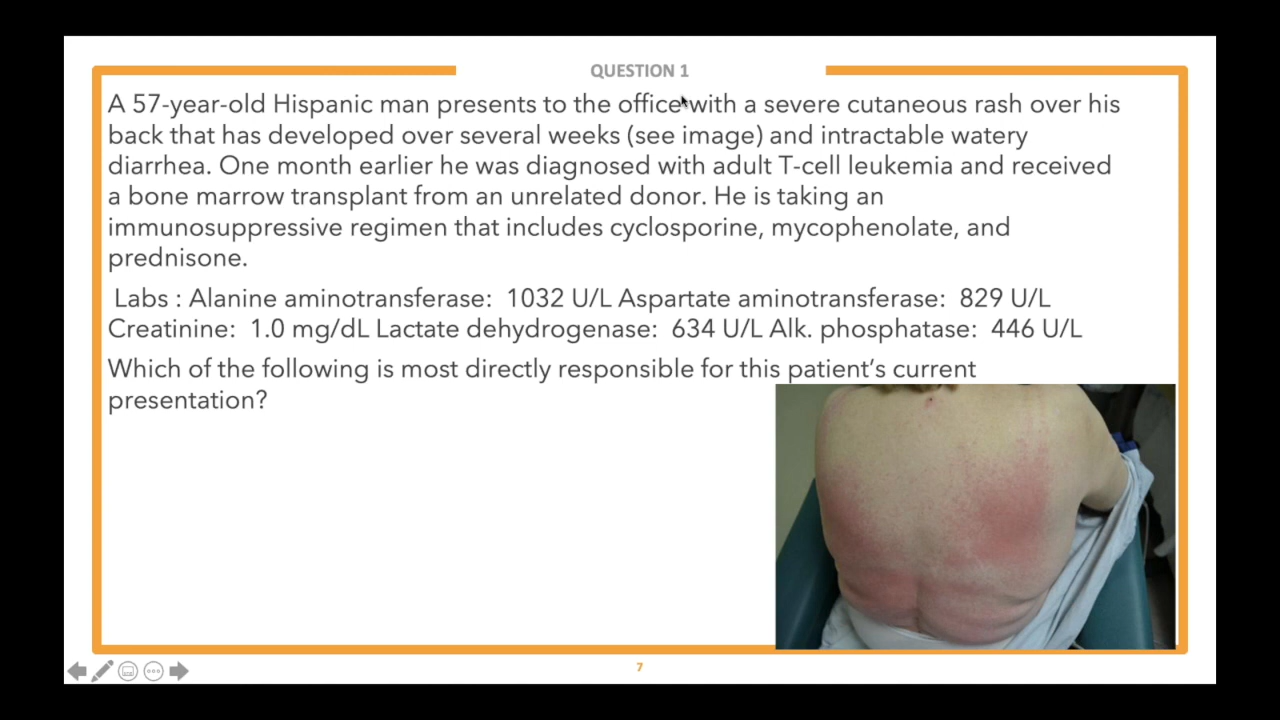 QUESTION 1
A 57-year-old Hispanic man presents to the office with a severe cutaneous rash over his
back that has developed over several weeks (see image) and intractable watery
diarrhea. One month earlier he was diagnosed with adult T-cell leukemia and received
a bone marrow transplant from an unrelated donor. He is taking an
immunosuppressive regimen that includes cyclosporine, mycophenolate, and
prednisone.
Labs : Alanine aminotransferase: 1032 U/L Aspartate aminotransferase: 829 U/L
Creatinine: 1.0 mg/dL Lactate dehydrogenase: 634 U/L Alk. phosphatase: 446 U/L
Which of the following is most directly responsible for this patient’s current
presentation?
7